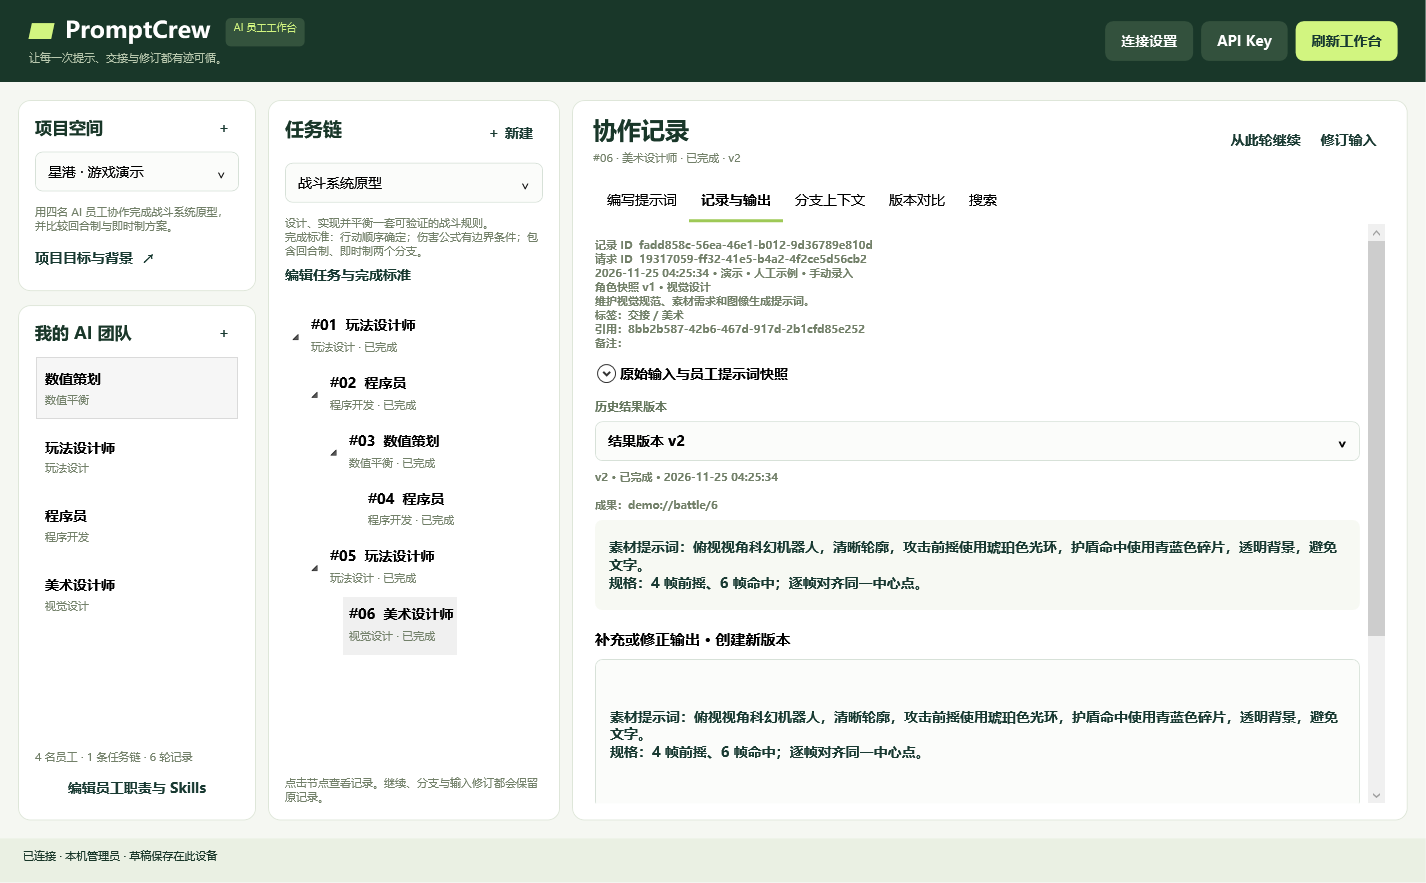 PromptCrew
AI 员工工作台
让每一次提示、交接与修订都有迹可循。
连接设置
API Key
刷新工作台
项目空间
+
星港 · 游戏演示
用四名 AI 员工协作完成战斗系统原型,
并比较回合制与即时制方案。
项目目标与背景 ↗
我的 AI 团队
+
数值策划
数值平衡
玩法设计师
玩法设计
程序员
程序开发
美术设计师
视觉设计
4 名员工 · 1 条任务链 · 6 轮记录
编辑员工职责与 Skills
任务链
+ 新建
战斗系统原型
设计、实现并平衡一套可验证的战斗规则。
完成标准：行动顺序确定；伤害公式有边界条件；包
含回合制、即时制两个分支。
编辑任务与完成标准
#01 玩法设计师
玩法设计 · 已完成
#02 程序员
程序开发 · 已完成
#03 数值策划
数值平衡 · 已完成
#04 程序员
程序开发 · 已完成
#05 玩法设计师
玩法设计 · 已完成
#06 美术设计师
视觉设计 · 已完成
点击节点查看记录。继续、分支与输入修订都会保留
原记录。
协作记录
#06 · 美术设计师 · 已完成 · v2
从此轮继续
修订输入
编写提示词
记录与输出
分支上下文
版本对比
搜索
记录 ID fadd858c-56ea-46e1-b012-9d36789e810d
请求 ID 19317059-ff32-41e5-b4a2-4f2ce5d56cb2
2026-11-25 04:25:34 • 演示 • 人工示例 • 手动录入
角色快照 v1 • 视觉设计
维护视觉规范、素材需求和图像生成提示词。
标签：交接 / 美术
引用：8bb2b587-42b6-467d-917d-2b1cfd85e252
备注：
原始输入与员工提示词快照
历史结果版本
结果版本 v2
v2 • 已完成 • 2026-11-25 04:25:34
成果：demo://battle/6
素材提示词：俯视视角科幻机器人，清晰轮廓，攻击前摇使用琥珀色光环，护盾命中使用青蓝色碎片，透明背景，避免
文字。
规格：4 帧前摇、6 帧命中；逐帧对齐同一中心点。
补充或修正输出 • 创建新版本
素材提示词：俯视视角科幻机器人，清晰轮廓，攻击前摇使用琥珀色光环，护盾命中使用青蓝色碎片，透明背景，避免
文字。
规格：4 帧前摇、6 帧命中；逐帧对齐同一中心点。
已连接 · 本机管理员 · 草稿保存在此设备